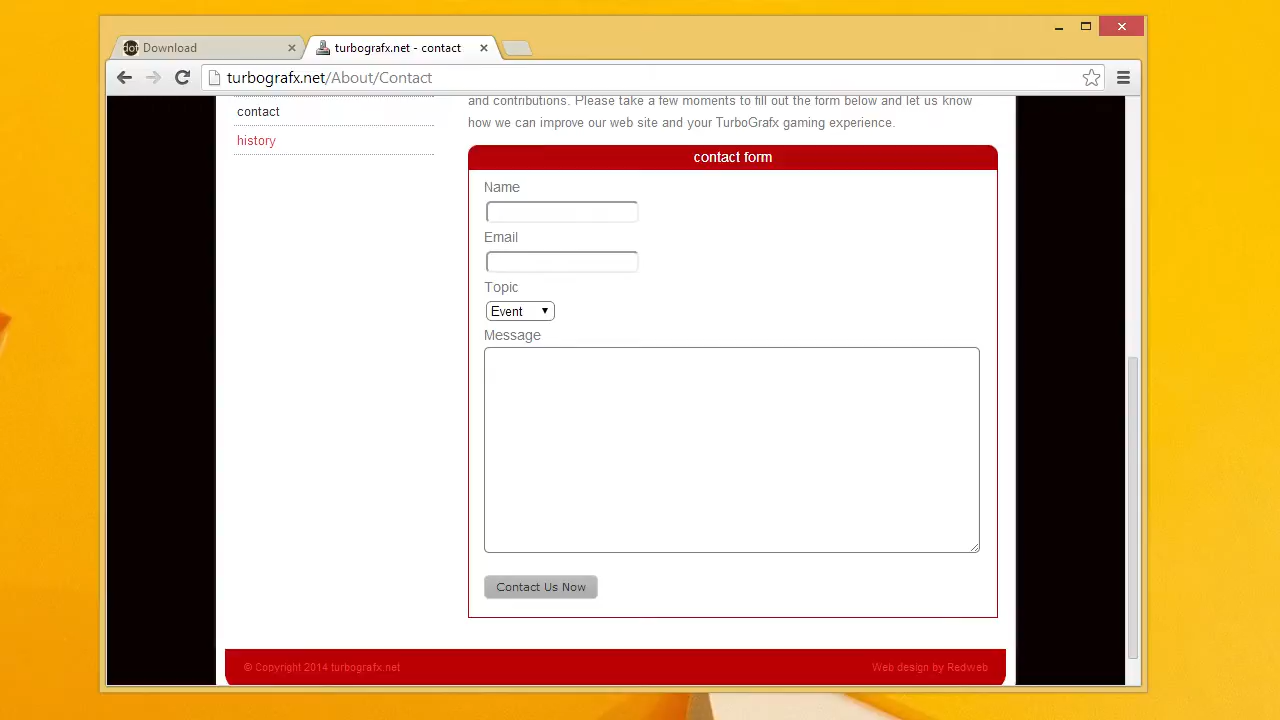 dot Download
turbografx.net - contact
turbografx.net/About/Contact
contact
history
and contributions. Please take a few moments to fill out the form below and let us know
how we can improve our web site and your TurboGrafx gaming experience.
contact form
Name
Email
Topic
Event
Message
Contact Us Now
© Copyright 2014 turbografx.net
Web design by Redweb